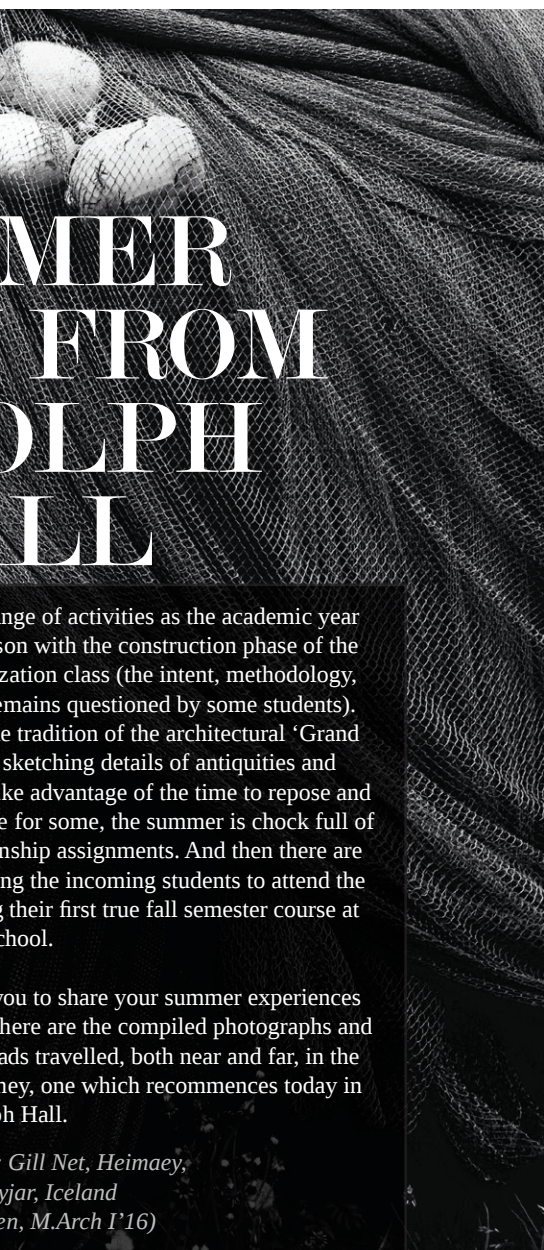 MER
FROM
OLPH
LL
ange of activities as the academic year
son with the construction phase of the
zation class (the intent, methodology,
emains questioned by some students).
e tradition of the architectural ‘Grand
sketching details of antiquities and
ke advantage of the time to repose and
e for some, the summer is chock full of
nship assignments. And then there are
ng the incoming students to attend the
g their first true fall semester course at
chool.
you to share your summer experiences
here are the compiled photographs and
ads travelled, both near and far, in the
ney, one which recommences today in
ph Hall.
: Gill Net, Heimaey,
yjar, Iceland
en, M.Arch I’16)